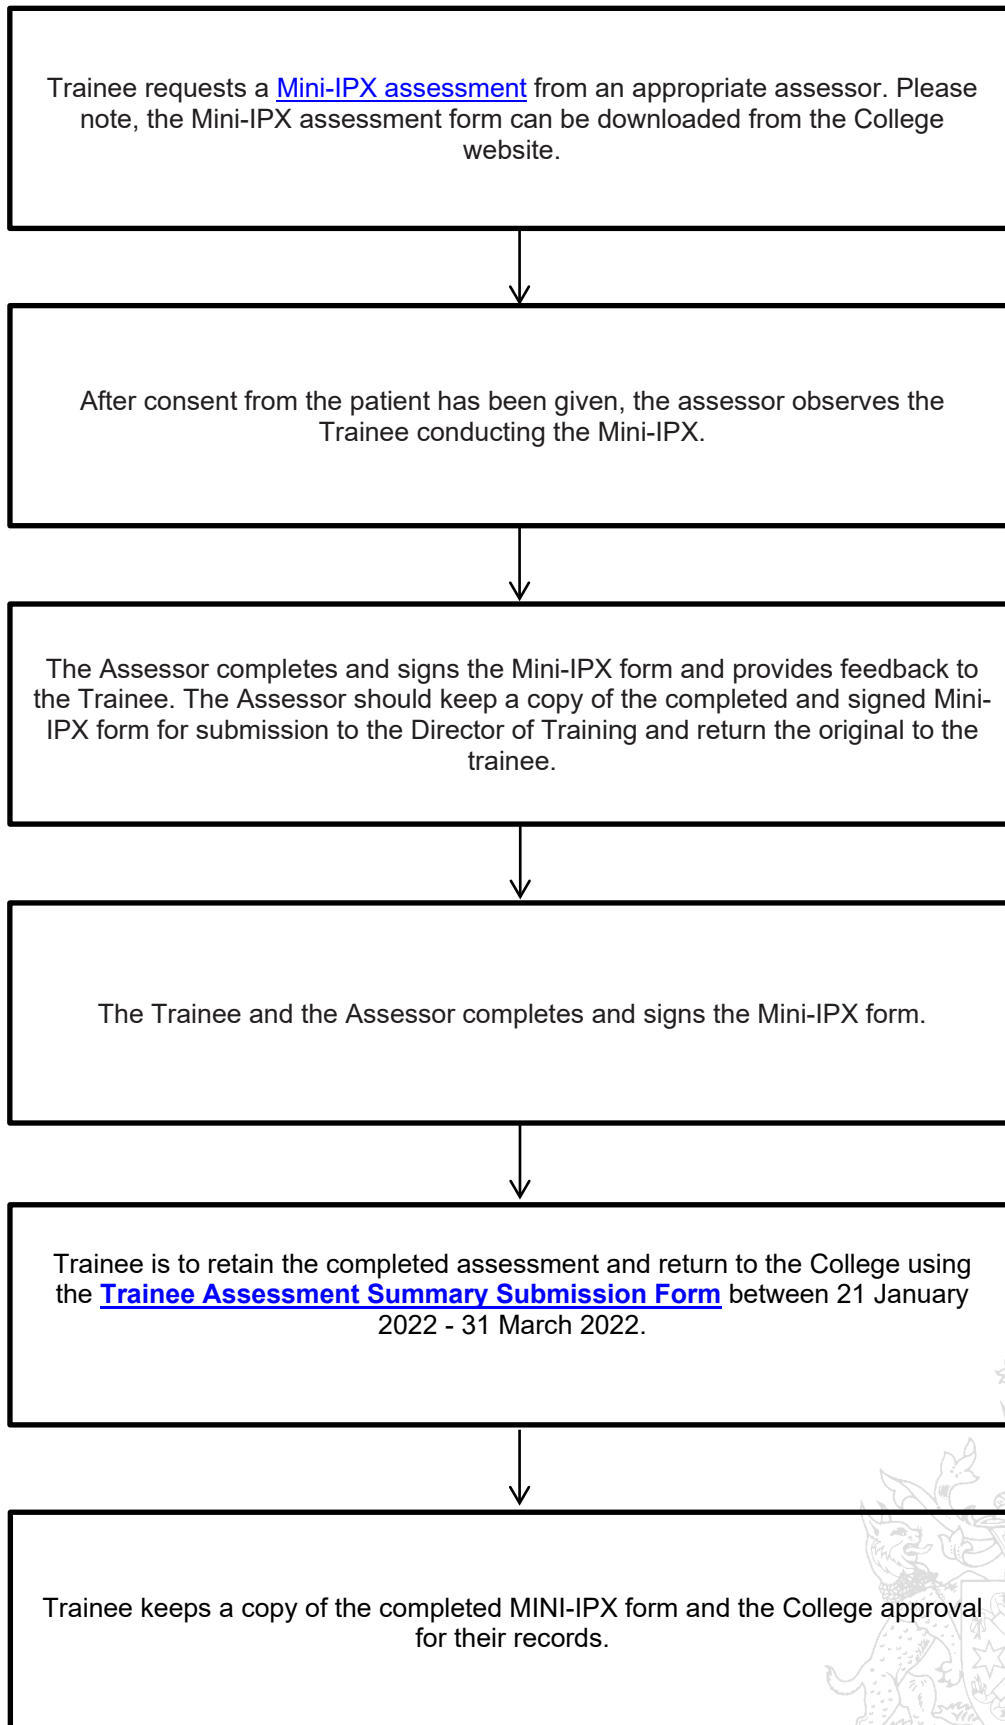 Trainee requests a Mini-IPX assessment from an appropriate assessor. Please
note, the Mini-IPX assessment form can be downloaded from the College
website.
After consent from the patient has been given, the assessor observes the
Trainee conducting the Mini-IPX.
The Assessor completes and signs the Mini-IPX form and provides feedback to
the Trainee. The Assessor should keep a copy of the completed and signed Mini-
IPX form for submission to the Director of Training and return the original to the
trainee.
The Trainee and the Assessor completes and signs the Mini-IPX form.
Trainee is to retain the completed assessment and return to the College using
the Trainee Assessment Summary Submission Form between 21 January
2022 - 31 March 2022.
Trainee keeps a copy of the completed MINI-IPX form and the College approval
for their records.